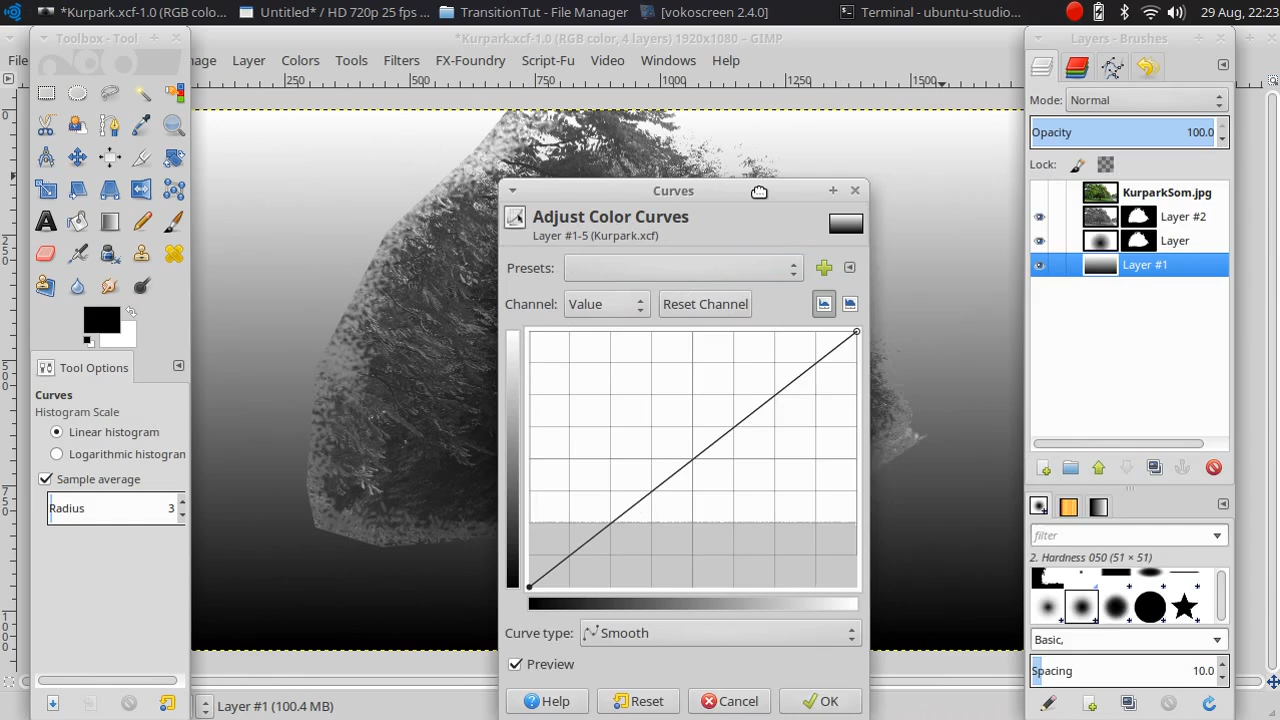 *Kurpark.xcf-1.0 (RGB colo... Untitled* / HD 720p 25 fps ... TransitionTut - File Manager [vokoscreen 2.4.0] Terminal - ubuntu-studio... 29 Aug, 22:23
Toolbox - Tool
*Kurpark.xcf-1.0 (RGB color, 4 layers) 1920x1080 – GIMP
Layers - Brushes
File
mage Layer Colors Tools Filters FX-Foundry Script-Fu Video Windows Help
250 500 750 1000 1250 1500
Mode: Normal
Opacity 100.0
Lock:
KurparkSom.jpg
Layer #2
Layer
Layer #1
Curves
Adjust Color Curves
Layer #1-5 (Kurpark.xcf)
Presets:
Channel: Value Reset Channel
Curve type: Smooth
Preview
Help Reset Cancel OK
Tool Options
Curves
Histogram Scale
Linear histogram
Logarithmic histogran
Sample average
Radius 3
filter
2. Hardness 050 (51 × 51)
Basic,
Spacing 10.0
Layer #1 (100.4 MB)